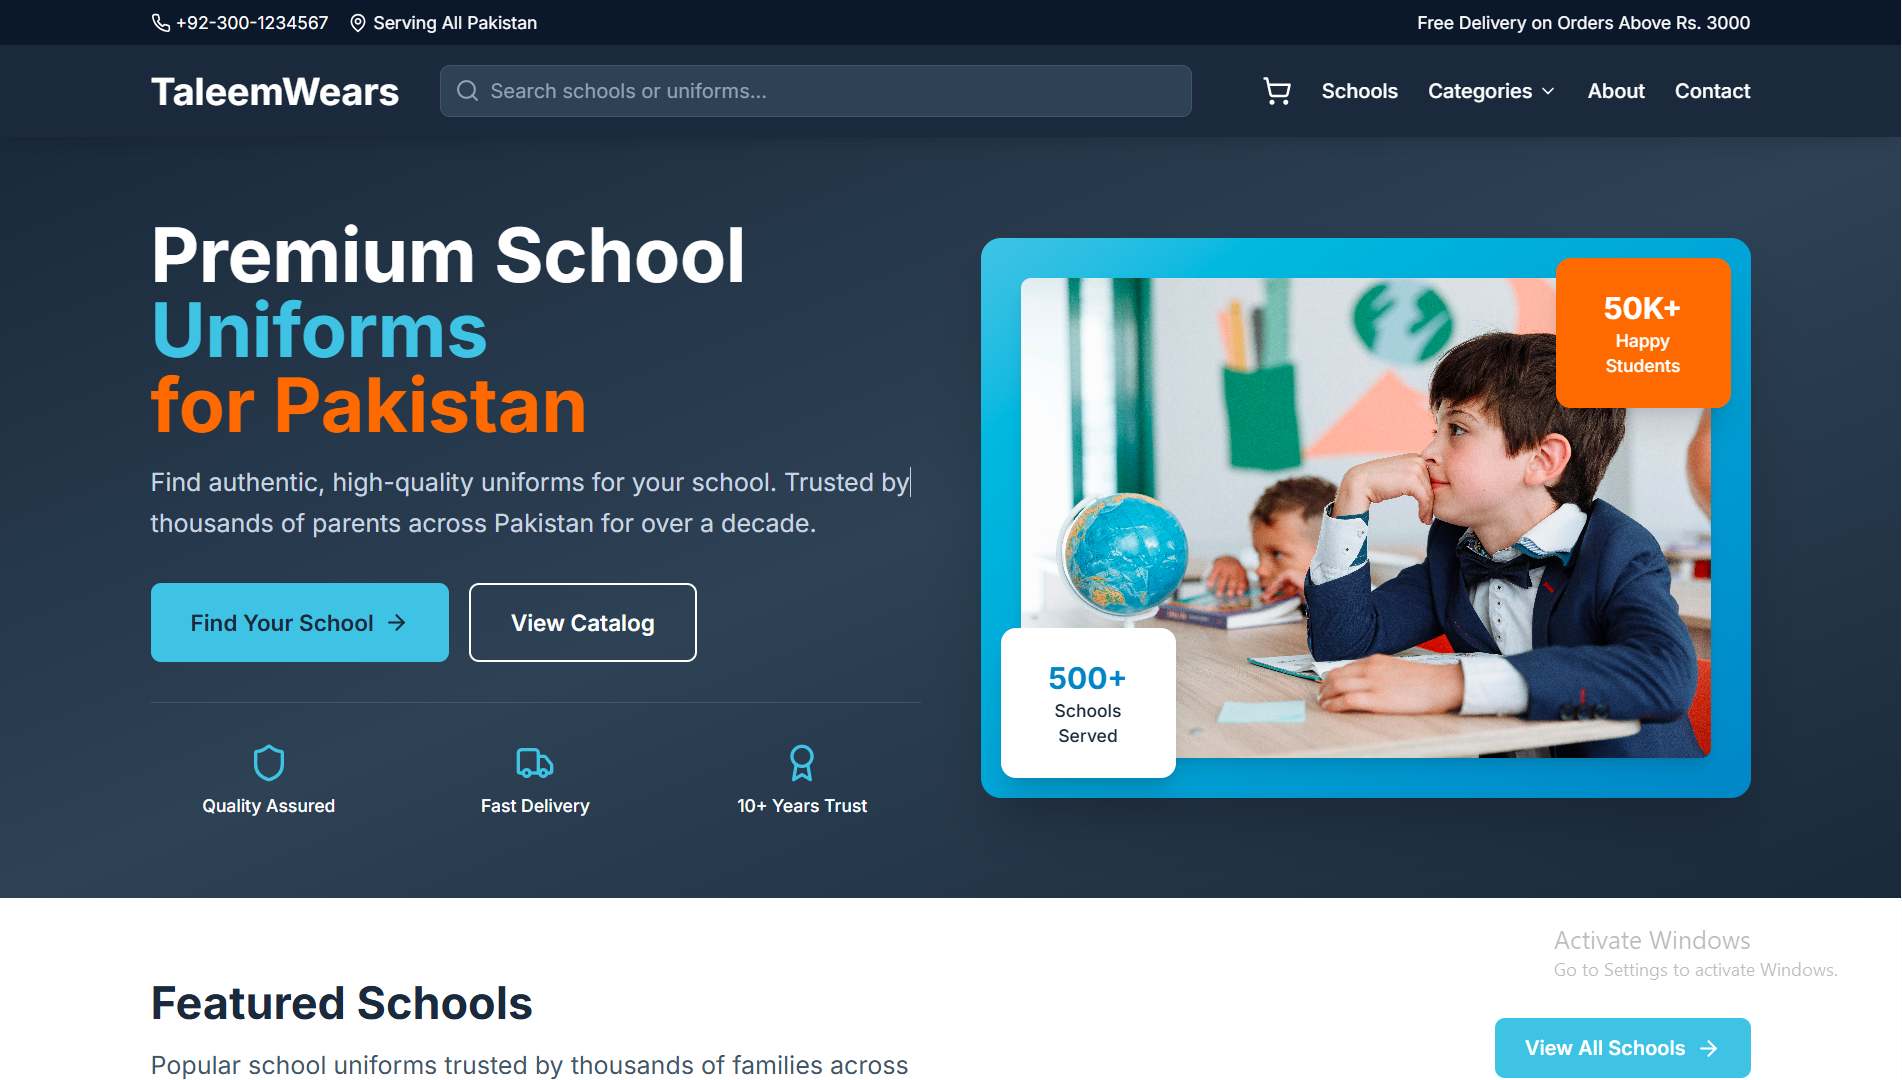 +92-300-1234567 Serving All Pakistan Free Delivery on Orders Above Rs. 3000
TaleemWears Search schools or uniforms... Schools Categories About Contact
Premium School
Uniforms
for Pakistan
Find authentic, high-quality uniforms for your school. Trusted by
thousands of parents across Pakistan for over a decade.
Find Your School View Catalog
Quality Assured Fast Delivery 10+ Years Trust
50K+
Happy
Students
500+
Schools
Served
Activate Windows
Go to Settings to activate Windows.
Featured Schools
View All Schools
Popular school uniforms trusted by thousands of families across